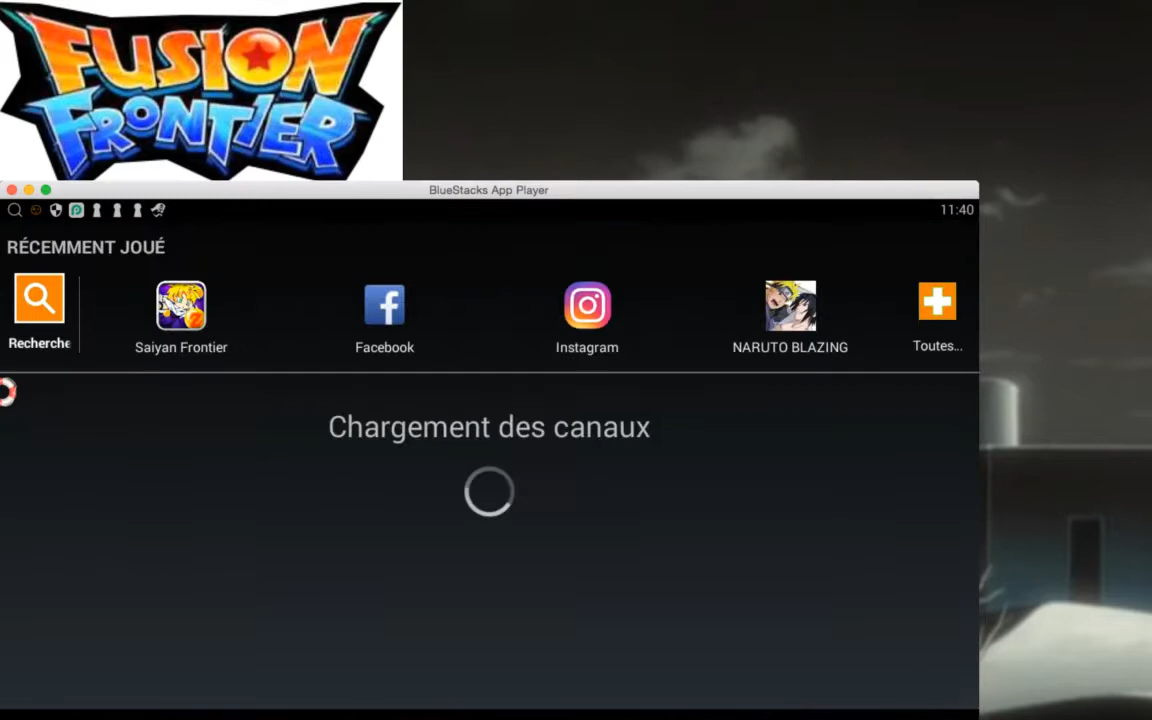 FUSION
FRONTIER
BlueStacks App Player
11:40
RÉCEMMENT JOUÉ
Recherche
Saiyan Frontier
Facebook
Instagram
NARUTO BLAZING
Toutes...
Chargement des canaux